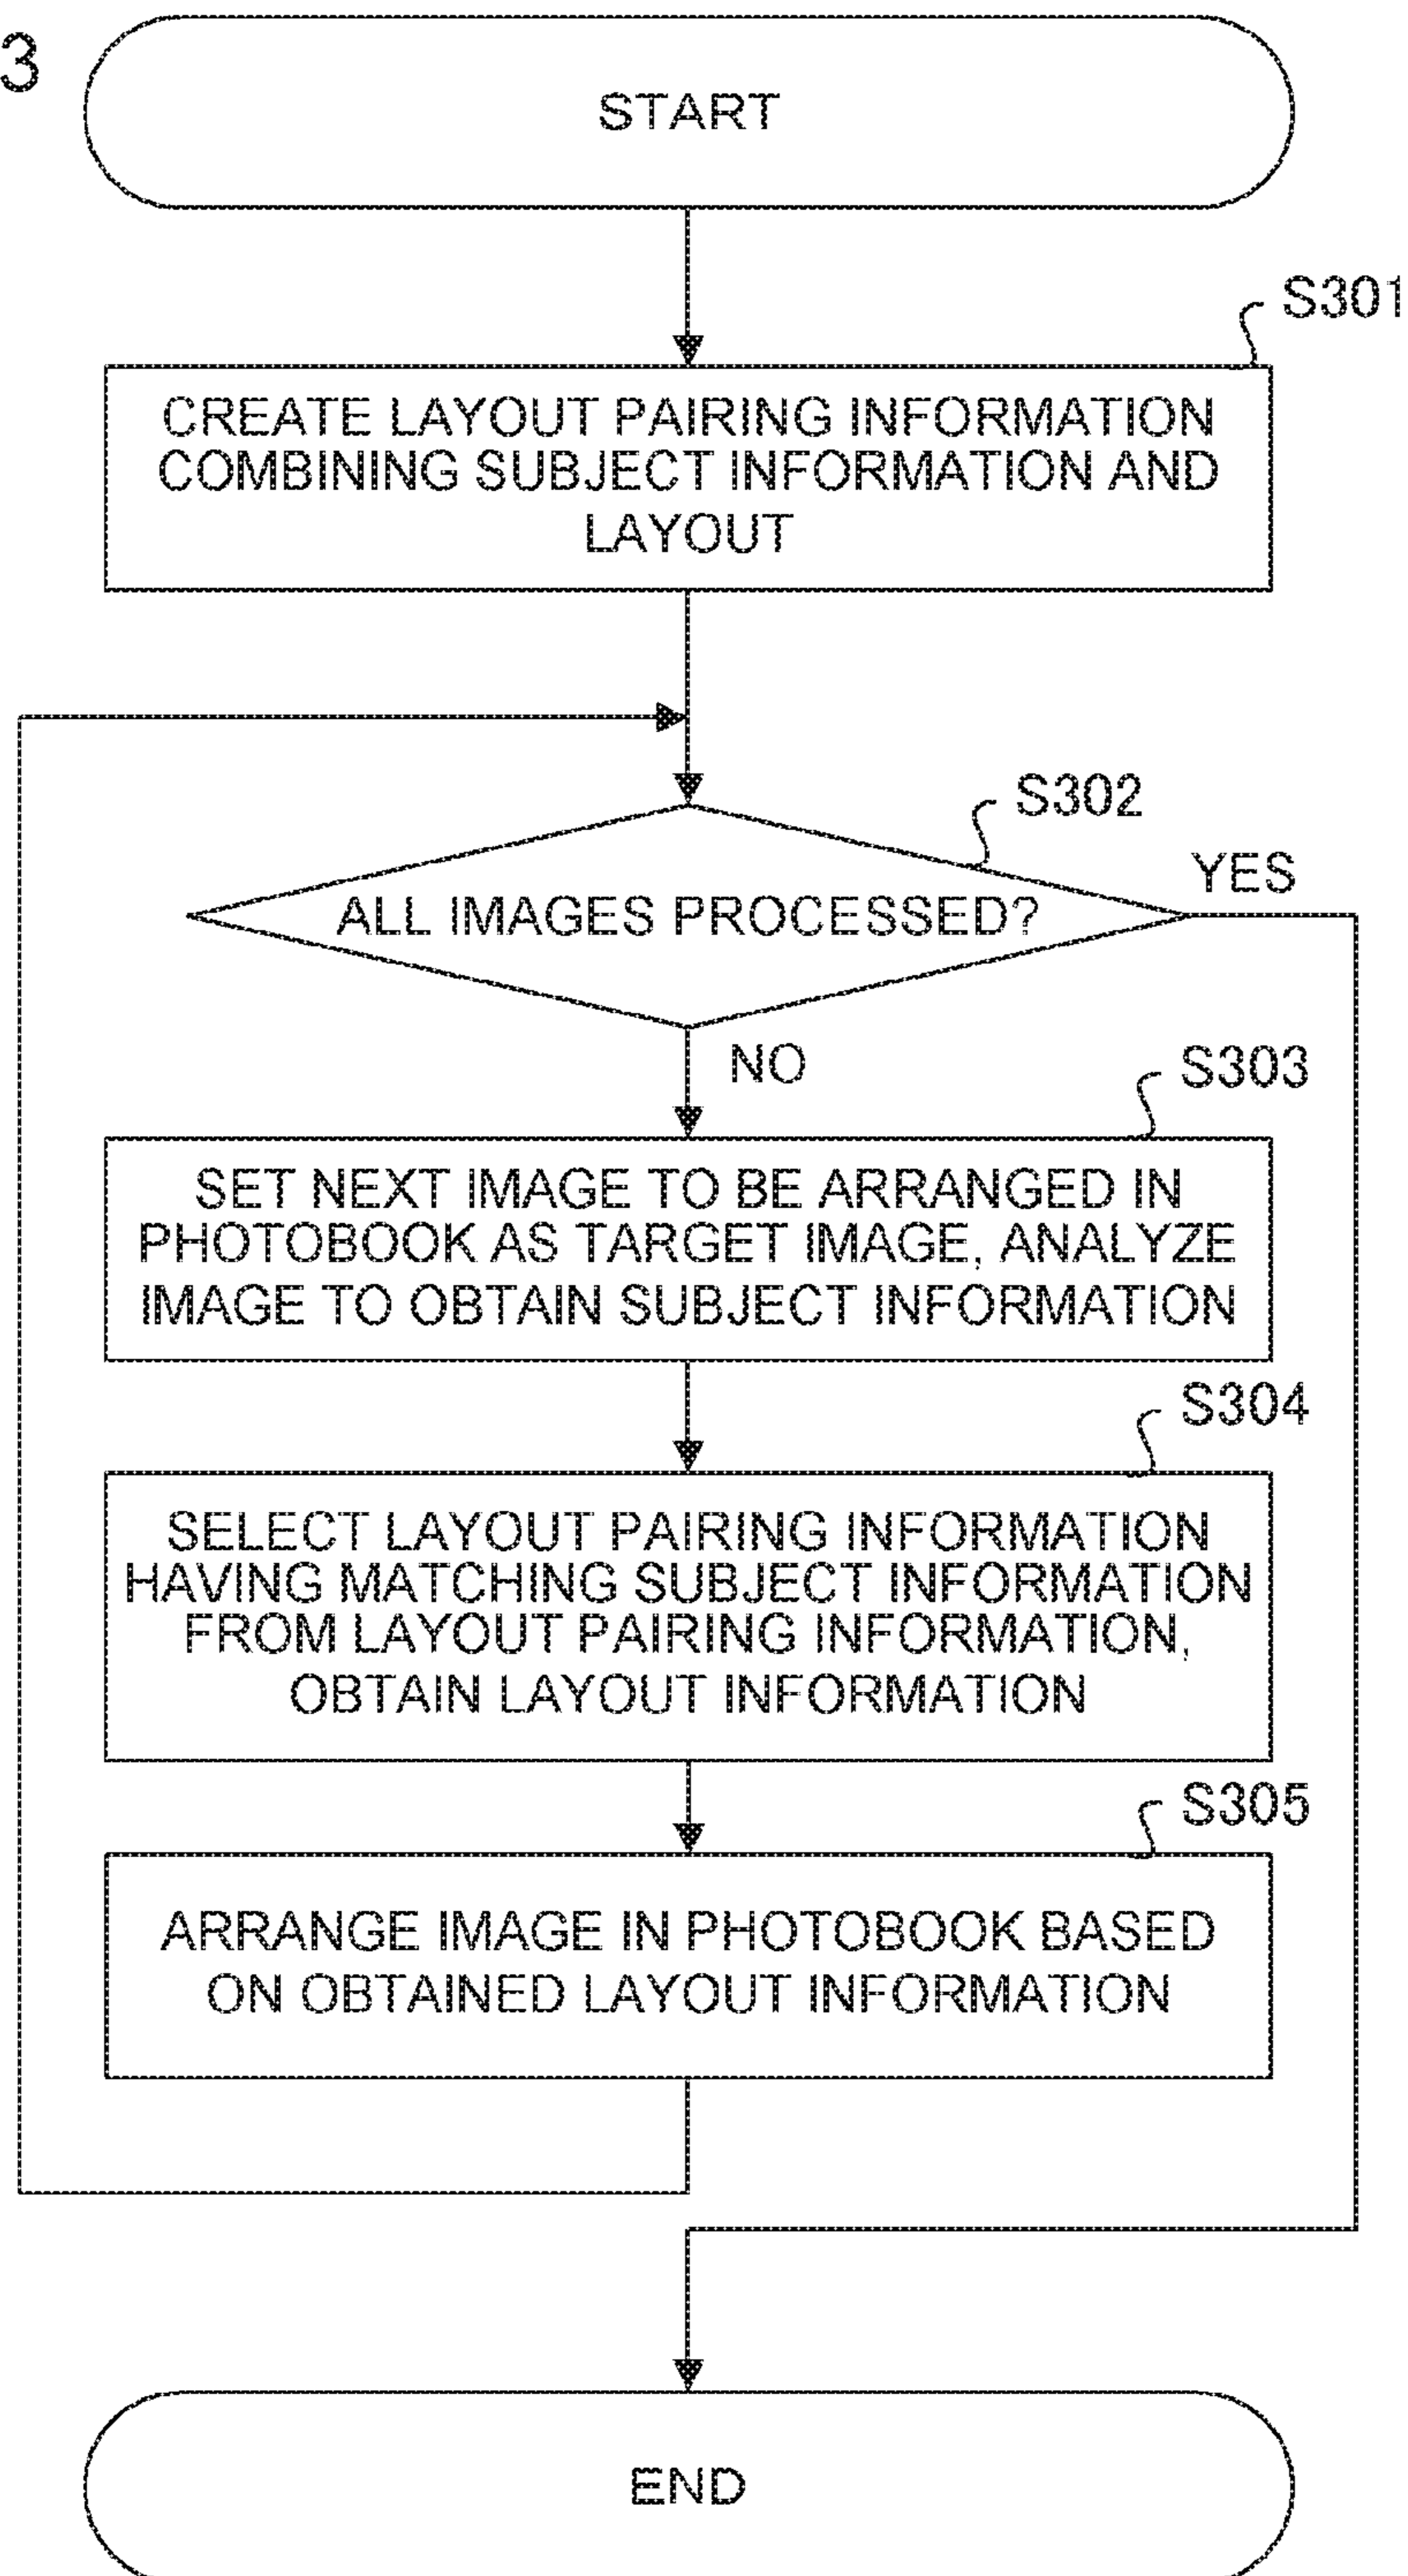 3
START
S301
CREATE LAYOUT PAIRING INFORMATION
COMBINING SUBJECT INFORMATION AND
LAYOUT
S302
ALL IMAGES PROCESSED?
YES
NO
S303
SET NEXT IMAGE TO BE ARRANGED IN
PHOTOBOOK AS TARGET IMAGE, ANALYZE
IMAGE TO OBTAIN SUBJECT INFORMATION
S304
SELECT LAYOUT PAIRING INFORMATION
HAVING MATCHING SUBJECT INFORMATION
FROM LAYOUT PAIRING INFORMATION,
OBTAIN LAYOUT INFORMATION
S305
ARRANGE IMAGE IN PHOTOBOOK BASED
ON OBTAINED LAYOUT INFORMATION
END